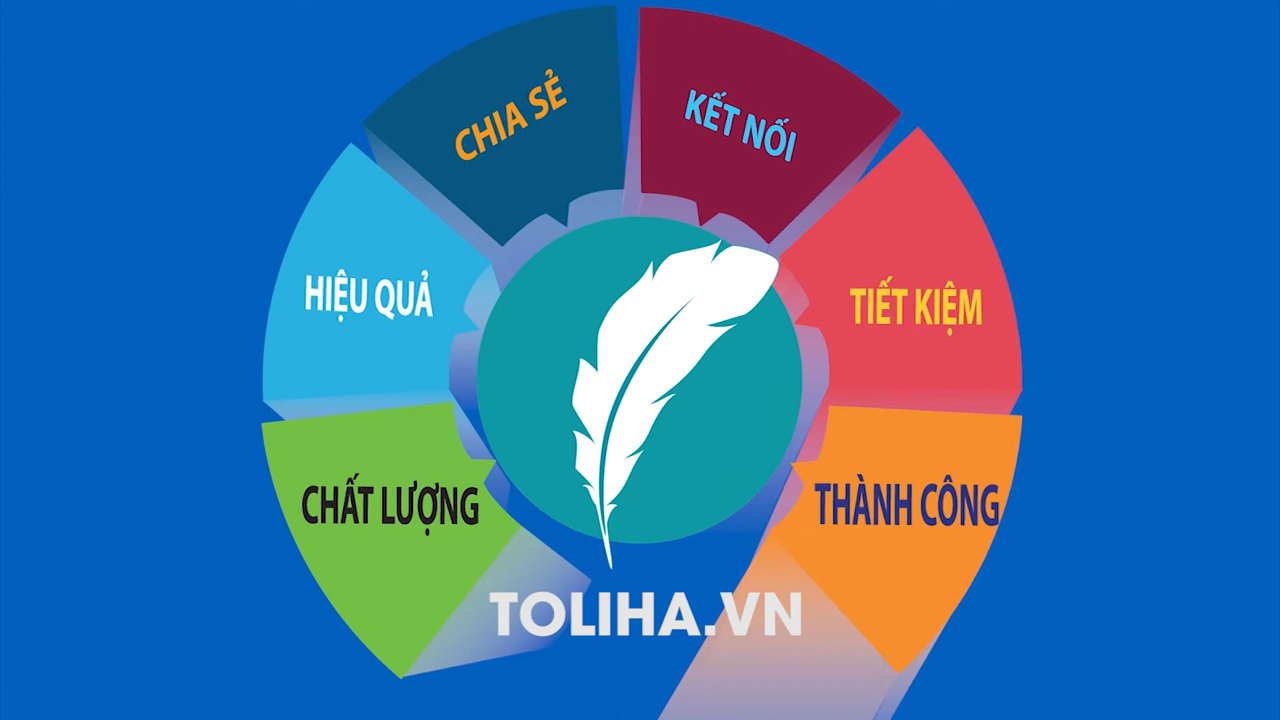 CHIA SẺ
KẾT NỐI
HIỆU QUẢ
TIẾT KIỆM
CHẤT LƯỢNG
THÀNH CÔNG
TOLIHA.VN